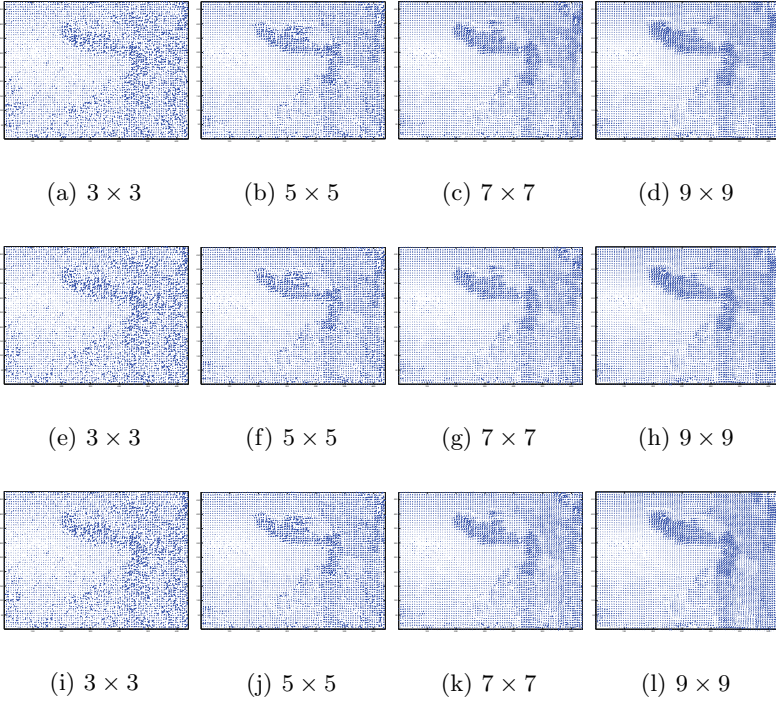 (a) 3 × 3 (b) 5 × 5 (c) 7 × 7 (d) 9 × 9
(e) 3 × 3 (f) 5 × 5 (g) 7 × 7 (h) 9 × 9
(i) 3 × 3 (j) 5 × 5 (k) 7 × 7 (l) 9 × 9